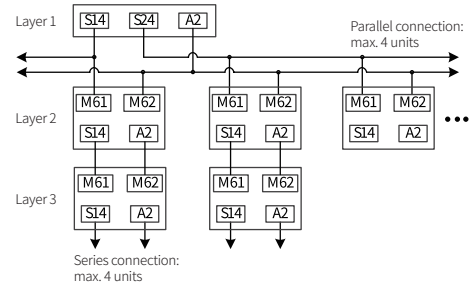 Layer 1
S14 S24 A2
Parallel connection:
max. 4 units
Layer 2
M61 M62 M61 M62 M61 M62
S14 A2 S14 A2 S14 A2
Layer 3
M61 M62 M61 M62
S14 A2 S14 A2
Series connection:
max. 4 units